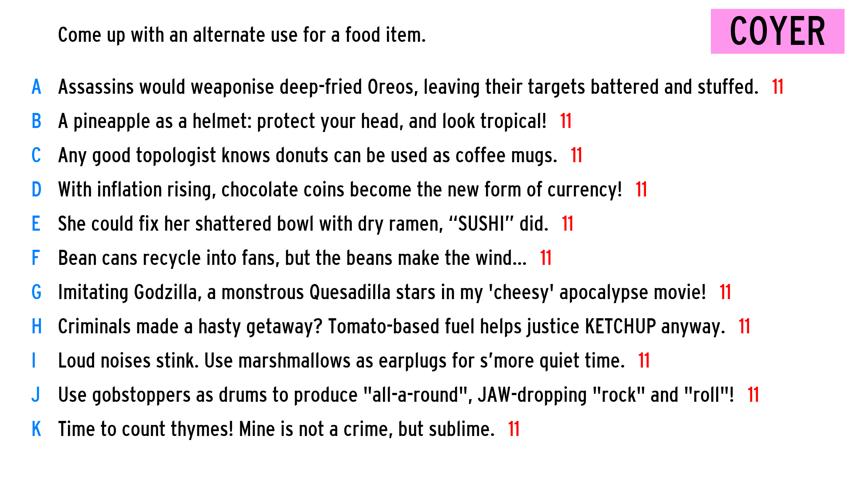 Come up with an alternate use for a food item.
COYER
A Assassins would weaponise deep-fried Oreos, leaving their targets battered and stuffed. 11
B A pineapple as a helmet: protect your head, and look tropical! 11
C Any good topologist knows donuts can be used as coffee mugs. 11
D With inflation rising, chocolate coins become the new form of currency! 11
E She could fix her shattered bowl with dry ramen, “SUSHI” did. 11
F Bean cans recycle into fans, but the beans make the wind... 11
G Imitating Godzilla, a monstrous Quesadilla stars in my 'cheesy' apocalypse movie! 11
H Criminals made a hasty getaway? Tomato-based fuel helps justice KETCHUP anyway. 11
I Loud noises stink. Use marshmallows as earplugs for s’more quiet time. 11
J Use gobstoppers as drums to produce "all-a-round", JAW-dropping "rock" and "roll"! 11
K Time to count thymes! Mine is not a crime, but sublime. 11